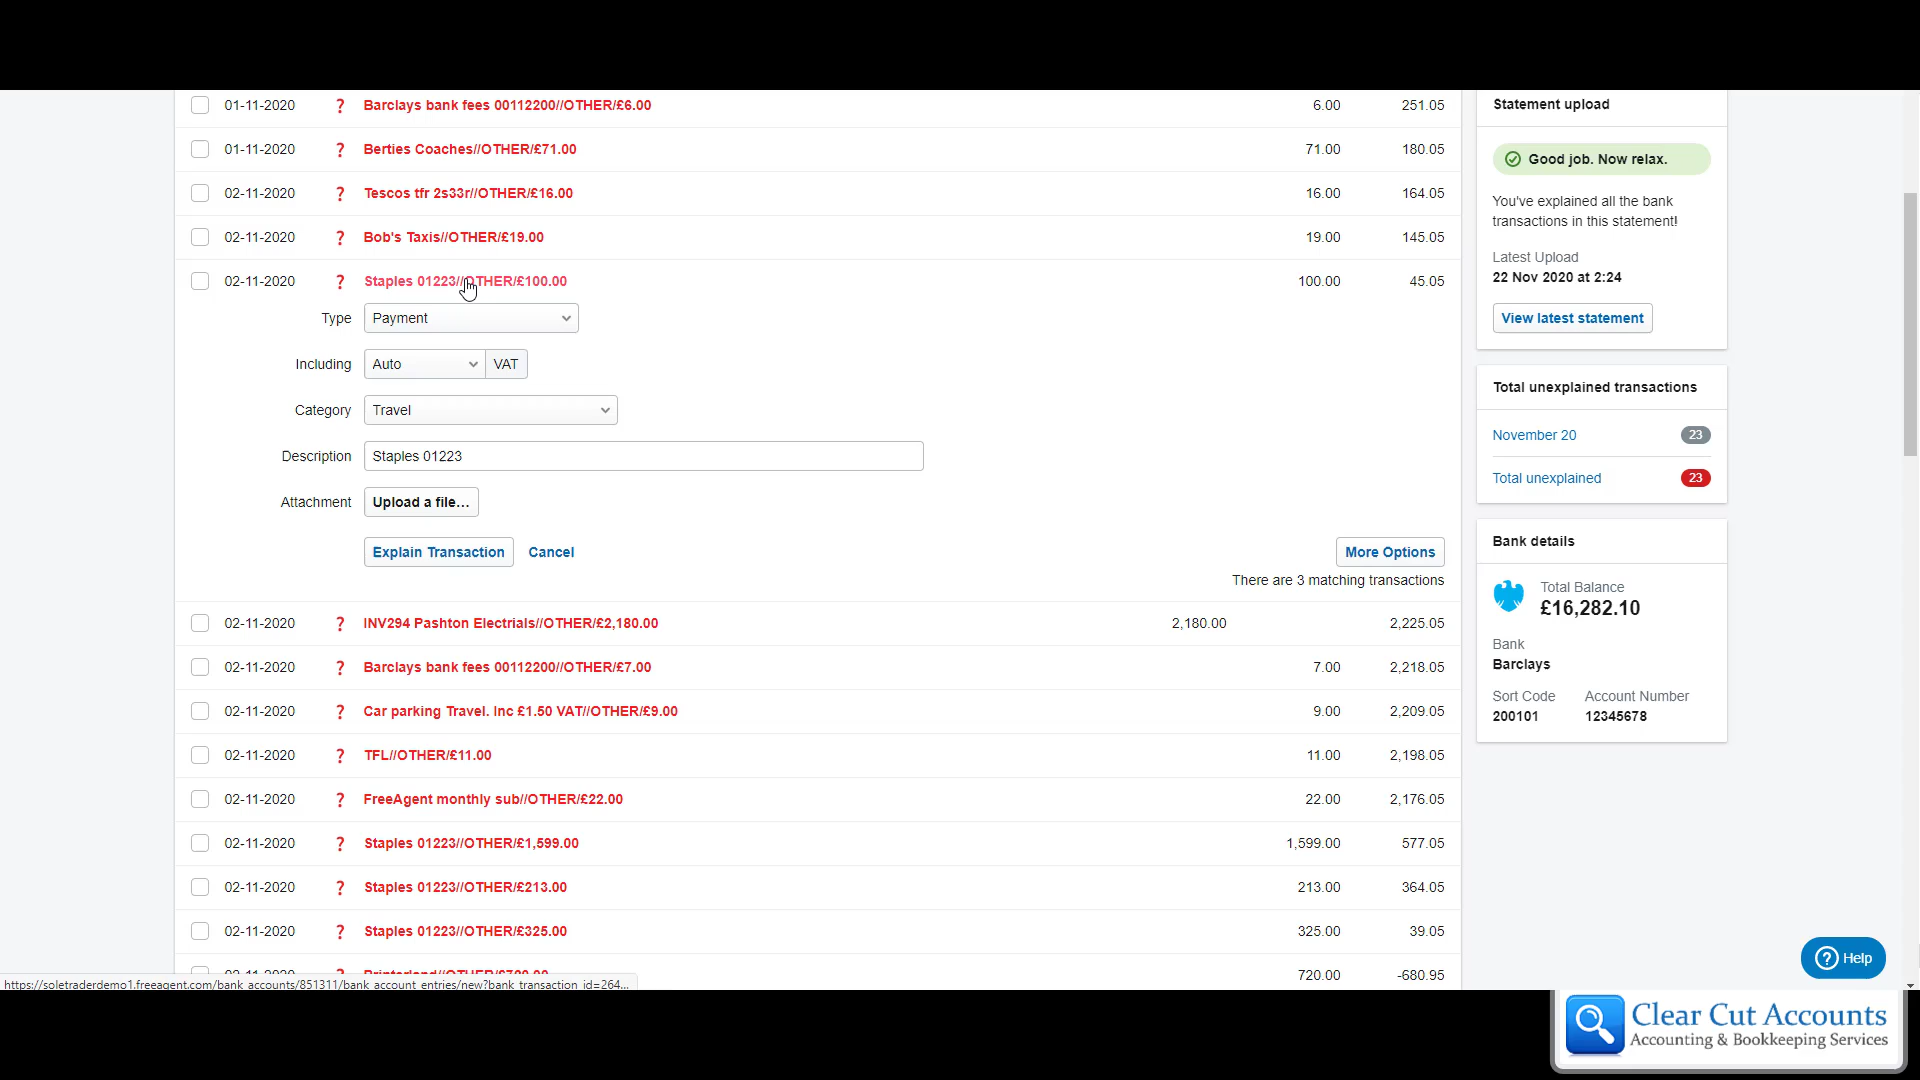 01-11-2020 ? Barclays bank fees 00112200//OTHER/£6.00 6.00 251.05
01-11-2020 ? Berties Coaches//OTHER/£71.00 71.00 180.05
02-11-2020 ? Tescos tfr 2s33r//OTHER/£16.00 16.00 164.05
02-11-2020 ? Bob's Taxis//OTHER/£19.00 19.00 145.05
02-11-2020 ? Staples 01223//OTHER/£100.00 100.00 45.05
Type Payment
Including Auto VAT
Category Travel
Description Staples 01223
Attachment Upload a file...
Explain Transaction Cancel More Options
There are 3 matching transactions
02-11-2020 ? INV294 Pashton Electrials//OTHER/£2,180.00 2,180.00 2,225.05
02-11-2020 ? Barclays bank fees 00112200//OTHER/£7.00 7.00 2,218.05
02-11-2020 ? Car parking Travel. Inc £1.50 VAT//OTHER/£9.00 9.00 2,209.05
02-11-2020 ? TFL//OTHER/£11.00 11.00 2,198.05
02-11-2020 ? FreeAgent monthly sub//OTHER/£22.00 22.00 2,176.05
02-11-2020 ? Staples 01223//OTHER/£1,599.00 1,599.00 577.05
02-11-2020 ? Staples 01223//OTHER/£213.00 213.00 364.05
02-11-2020 ? Staples 01223//OTHER/£325.00 325.00 39.05
720.00 -680.95
https://soletraderdemo1.freeagent.com/bank_accounts/851311/bank_account_entries/new?bank_transaction_id=264...
Statement upload
Good job. Now relax.
You've explained all the bank
transactions in this statement!
Latest Upload
22 Nov 2020 at 2:24
View latest statement
Total unexplained transactions
November 20 23
Total unexplained 23
Bank details
Total Balance
£16,282.10
Bank
Barclays
Sort Code Account Number
200101 12345678
? Help
Clear Cut Accounts
Accounting & Bookkeeping Services